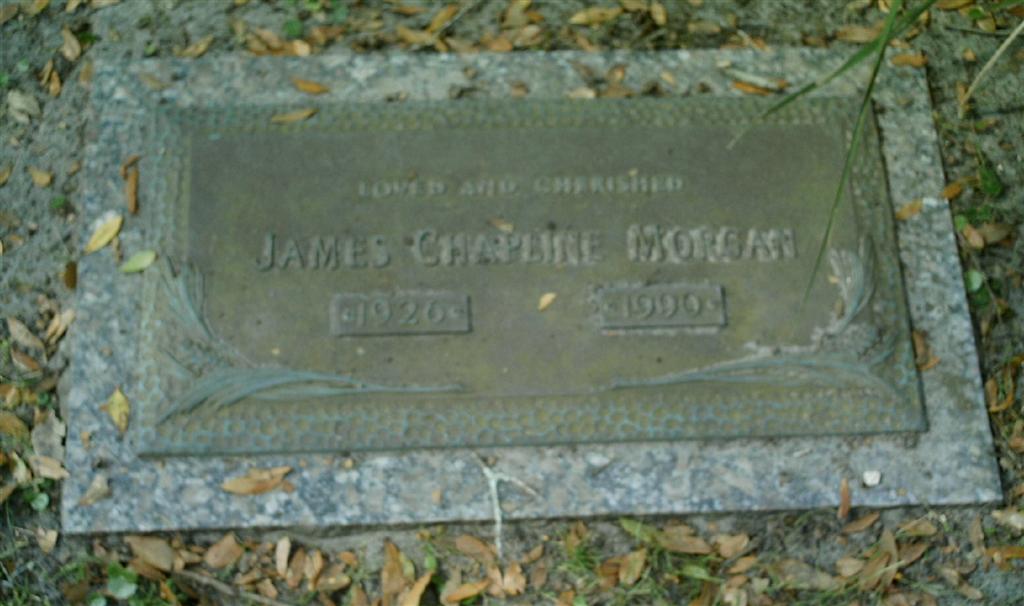 LOVED AND CHERISHED
JAMES CHAPLINE MORGAN
1926 1990